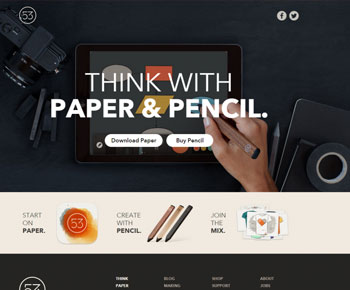 53
THINK WITH
PAPER & PENCIL.
Download Paper
Buy Pencil
START
ON
PAPER.
53
CREATE
WITH
PENCIL.
JOIN
THE
MIX.
53
THINK
BLOG
SHOP
ABOUT
PAPER
MAKING
SUPPORT
JOBS